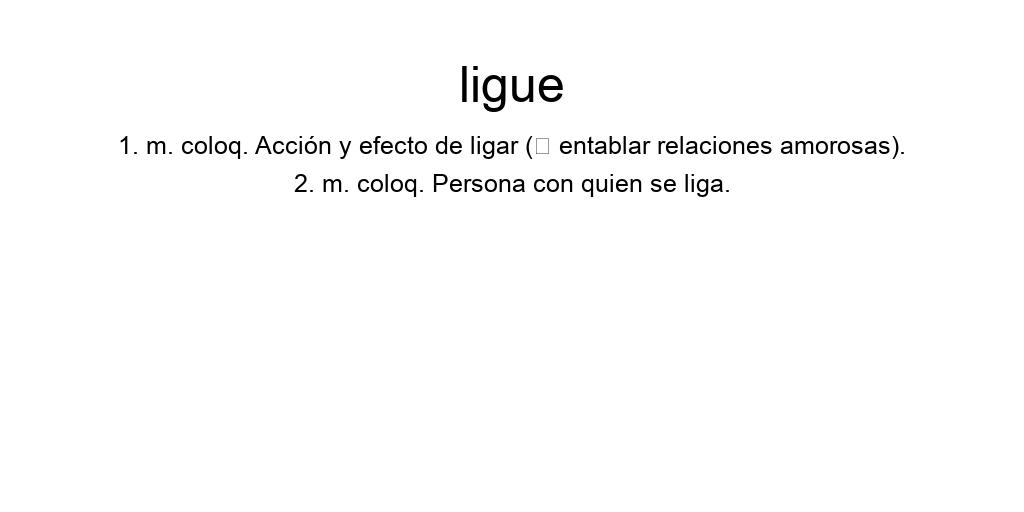 ligue
1. m. coloq. Acción y efecto de ligar (□ entablar relaciones amorosas).
2. m. coloq. Persona con quien se liga.